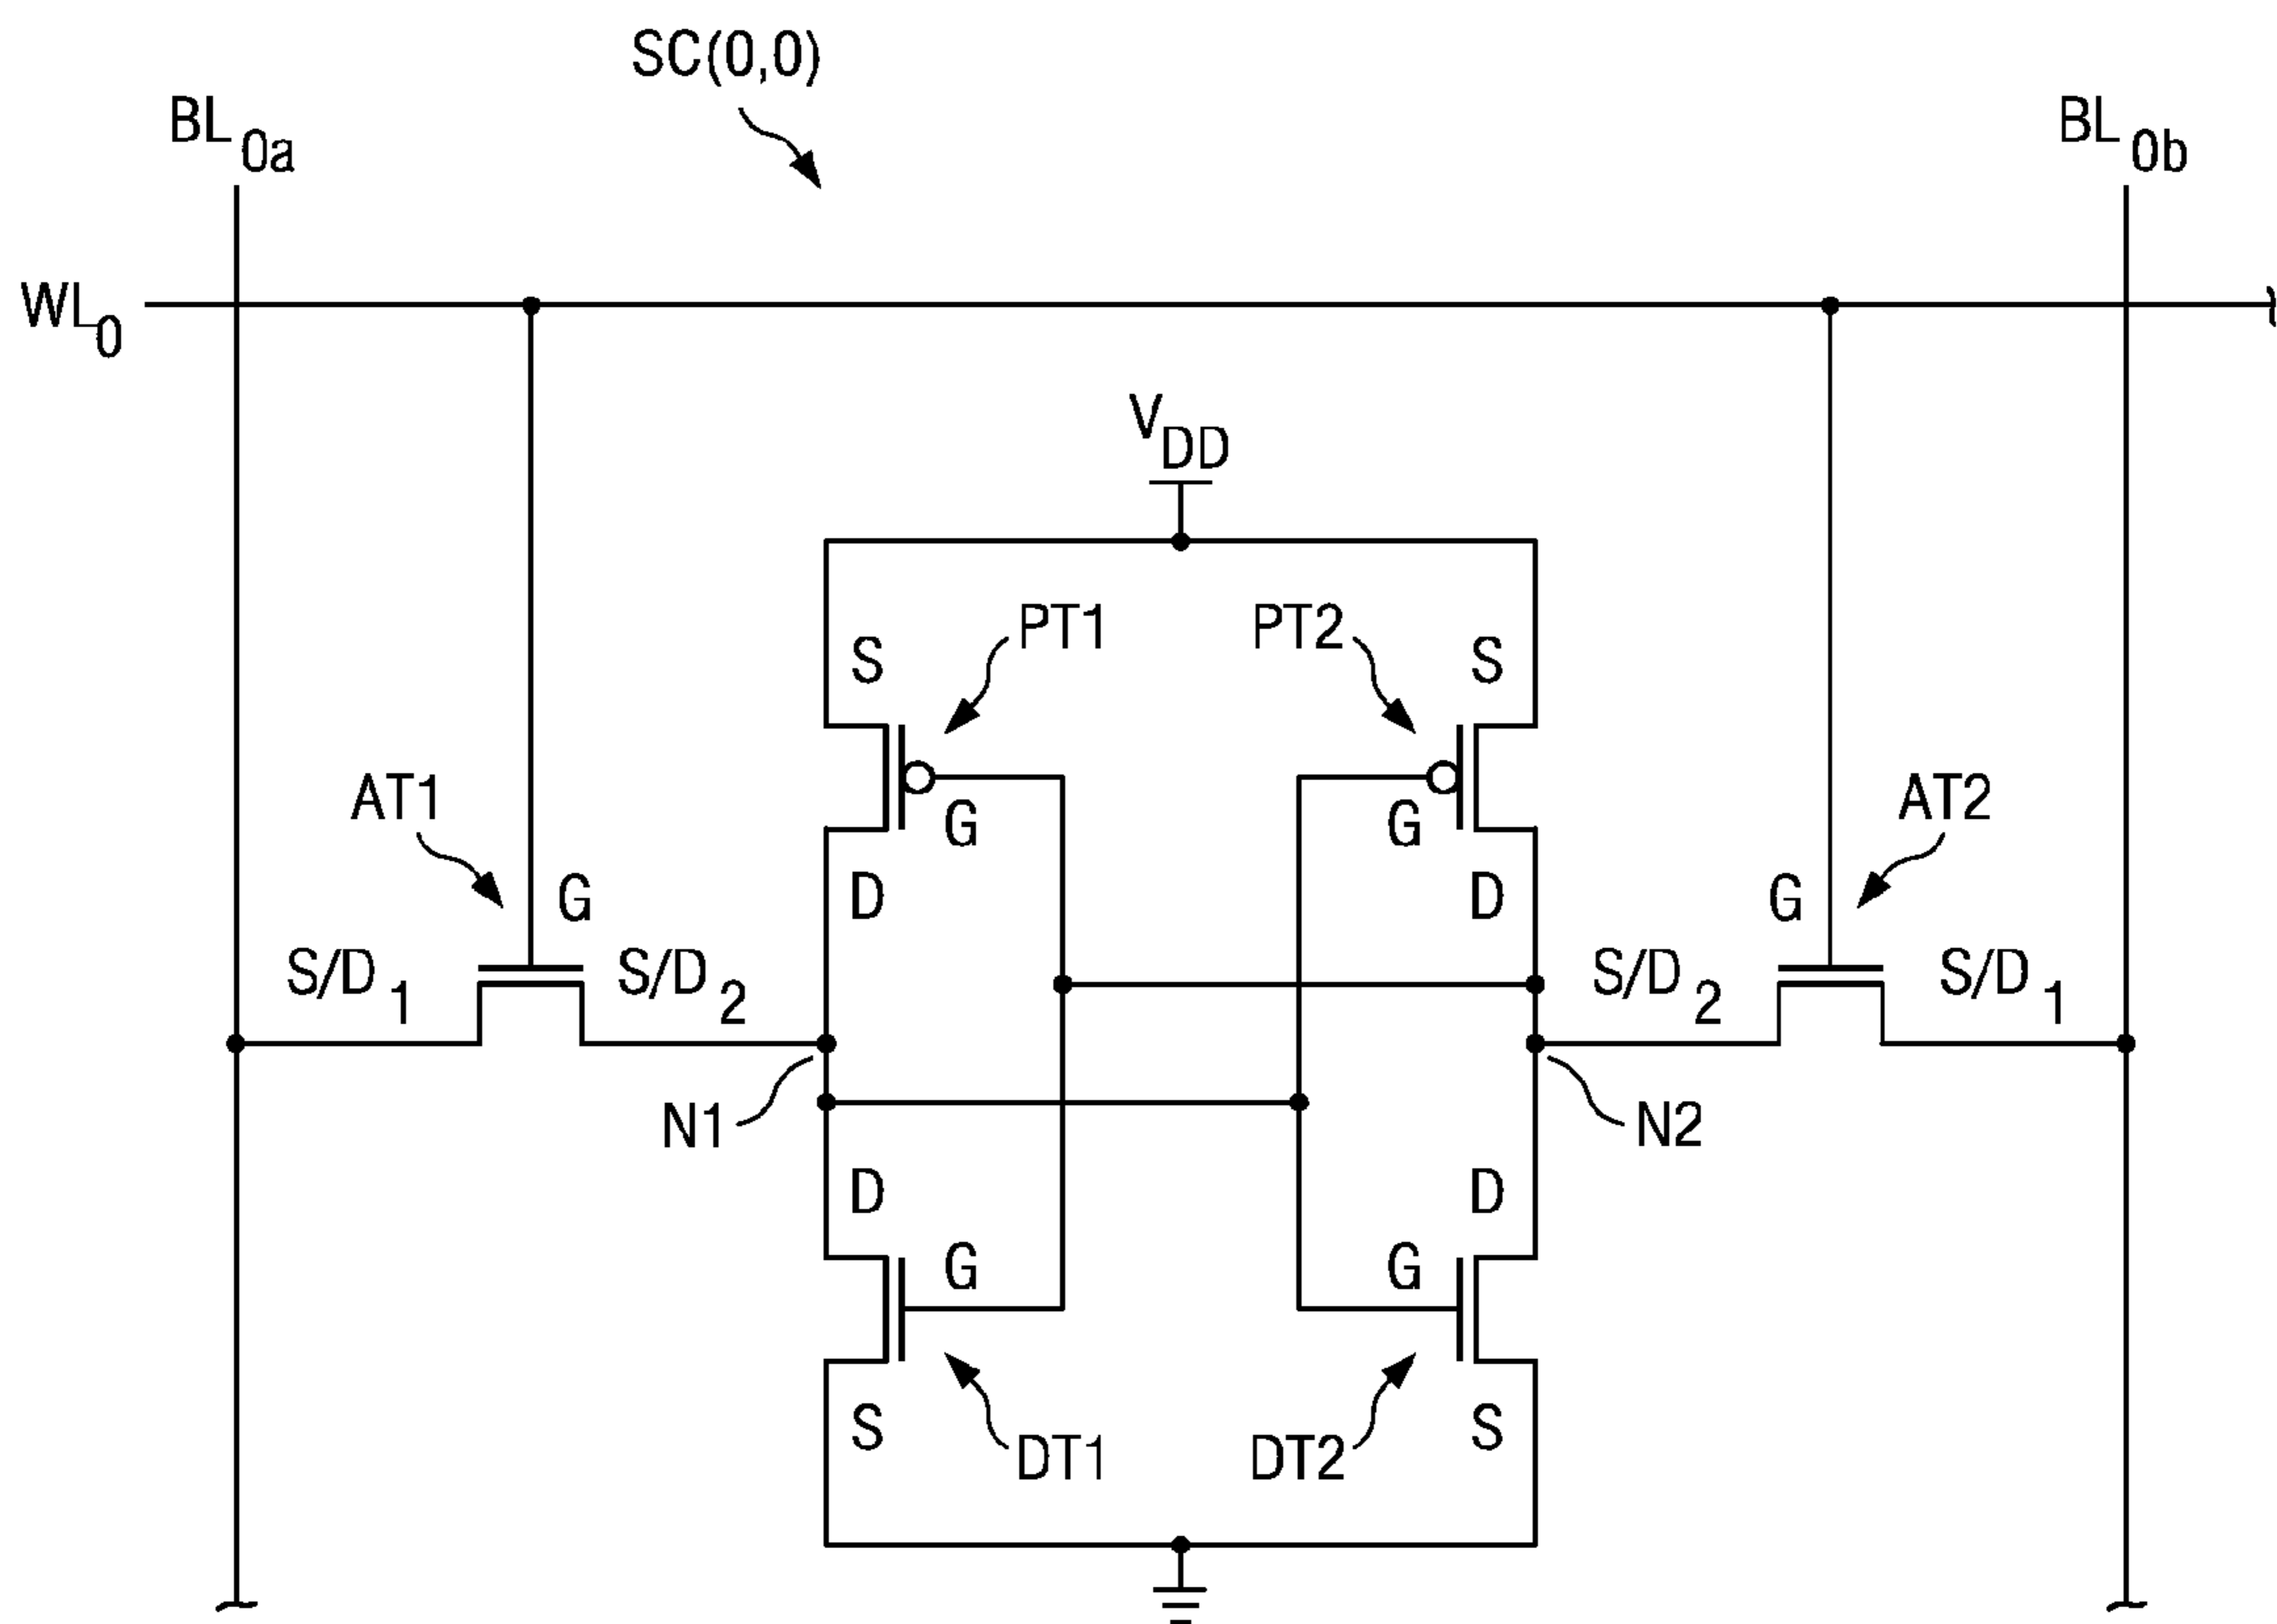 SC(0,0)
BL0a
BL0b
WL0
VDD
PT1
PT2
S
S
AT1
AT2
G
G
G
G
D
D
S/D1
S/D2
S/D2
S/D1
N1
N2
D
D
G
G
S
S
DT1
DT2